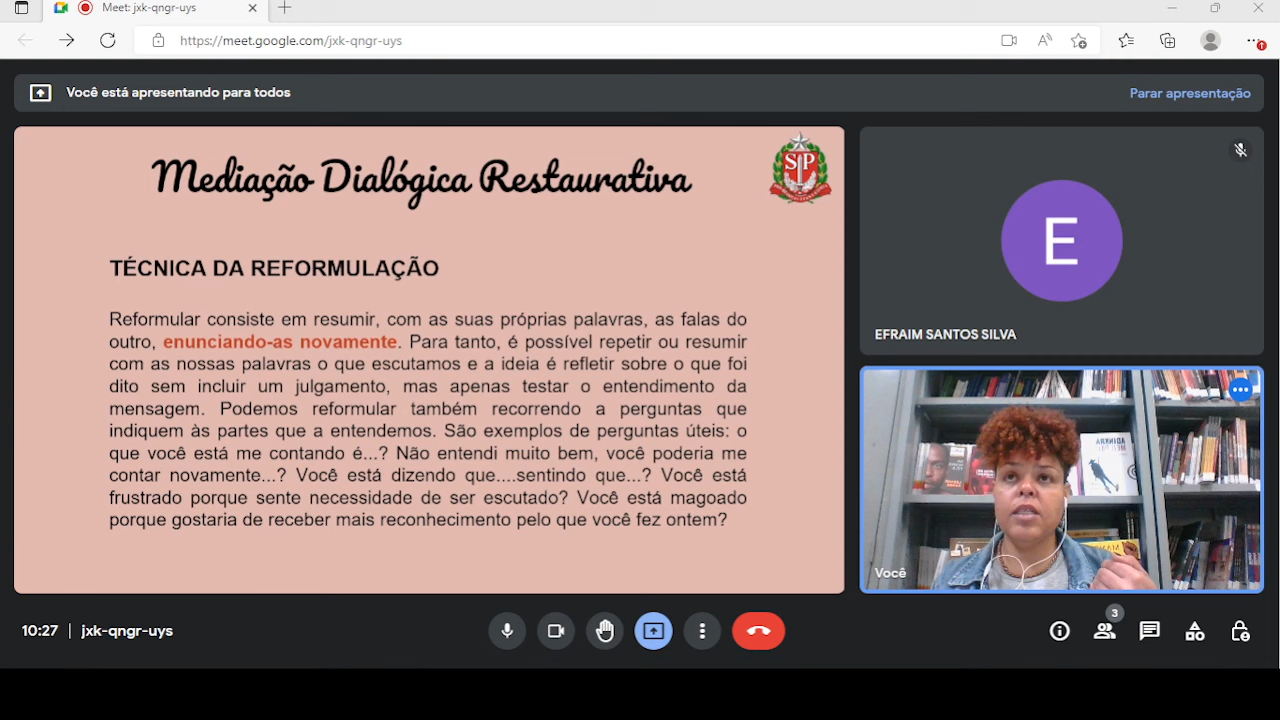 Meet: jxk-qngr-uys
https://meet.google.com/jxk-qngr-uys
Você está apresentando para todos
Parar apresentação
Mediação Dialógica Restaurativa
SP
TÉCNICA DA REFORMULAÇÃO
Reformular consiste em resumir, com as suas próprias palavras, as falas do
outro, enunciando-as novamente. Para tanto, é possível repetir ou resumir
com as nossas palavras o que escutamos e a ideia é refletir sobre o que foi
dito sem incluir um julgamento, mas apenas testar o entendimento da
mensagem. Podemos reformular também recorrendo a perguntas que
indiquem às partes que a entendemos. São exemplos de perguntas úteis: o
que você está me contando é...? Não entendi muito bem, você poderia me
contar novamente...? Você está dizendo que....sentindo que...? Você está
frustrado porque sente necessidade de ser escutado? Você está magoado
porque gostaria de receber mais reconhecimento pelo que você fez ontem?
E
EFRAIM SANTOS SILVA
Você
10:27 | jxk-qngr-uys
3